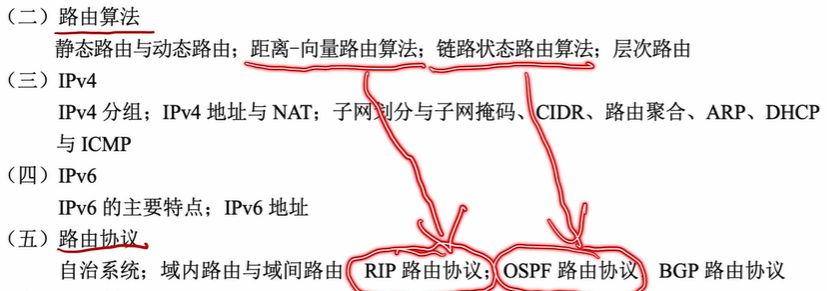 （二）路由算法
静态路由与动态路由；距离-向量路由算法；链路状态路由算法；层次路由
（三）IPv4
IPv4 分组；IPv4 地址与 NAT；子网划分与子网掩码、CIDR、路由聚合、ARP、DHCP
与 ICMP
（四）IPv6
IPv6 的主要特点；IPv6 地址
（五）路由协议
自治系统；域内路由与域间路由 RIP 路由协议；OSPF 路由协议 BGP 路由协议